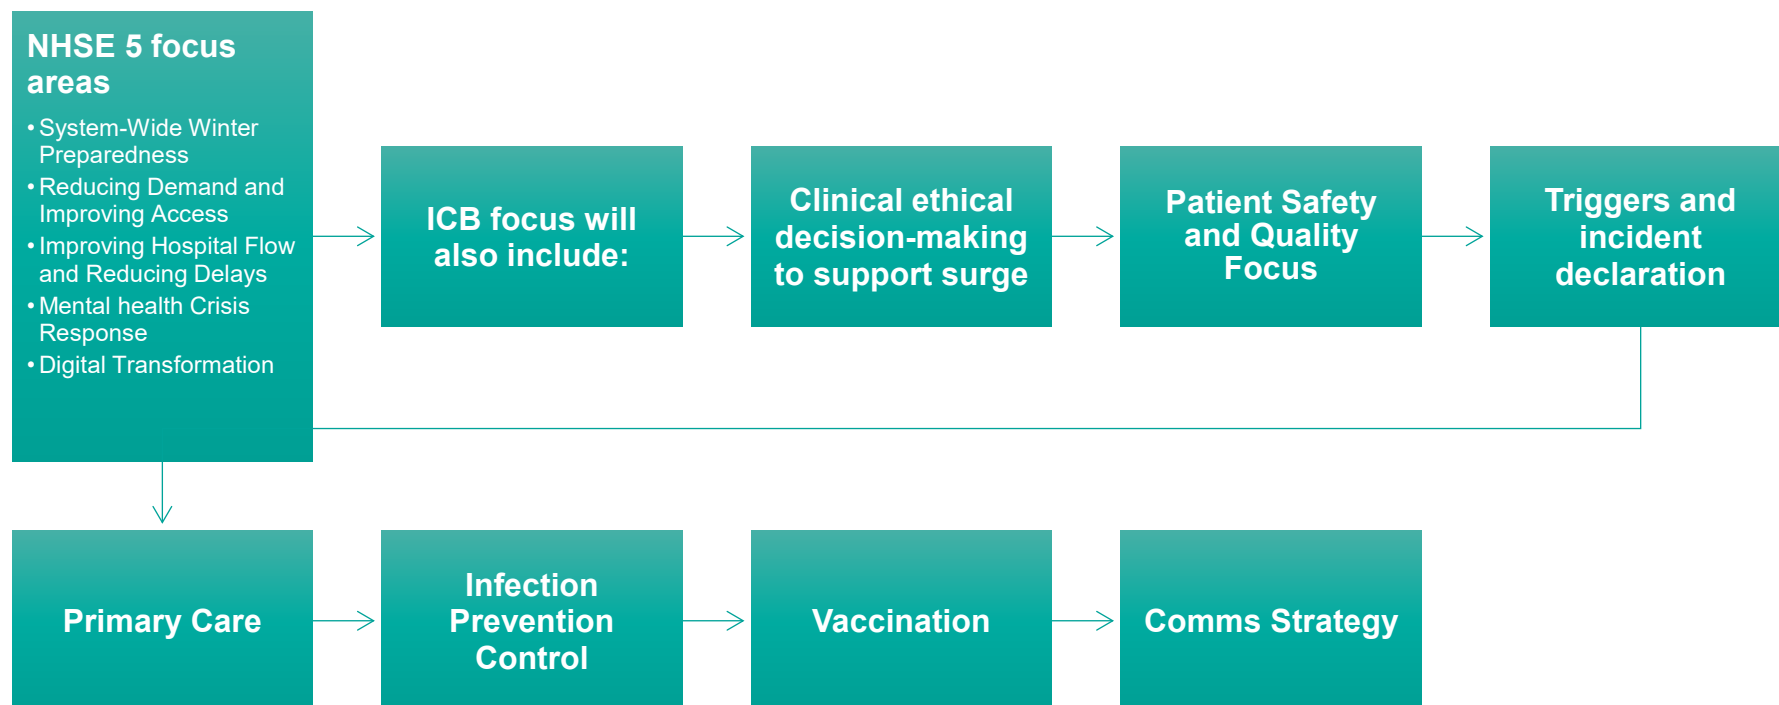 NHSE 5 focus
areas
• System-Wide Winter
Preparedness
• Reducing Demand and
Improving Access
• Improving Hospital Flow
and Reducing Delays
• Mental health Crisis
Response
• Digital Transformation
ICB focus will
also include:
Clinical ethical
decision-making
to support surge
Patient Safety
and Quality
Focus
Triggers and
incident
declaration
Primary Care
Infection
Prevention
Control
Vaccination
Comms Strategy